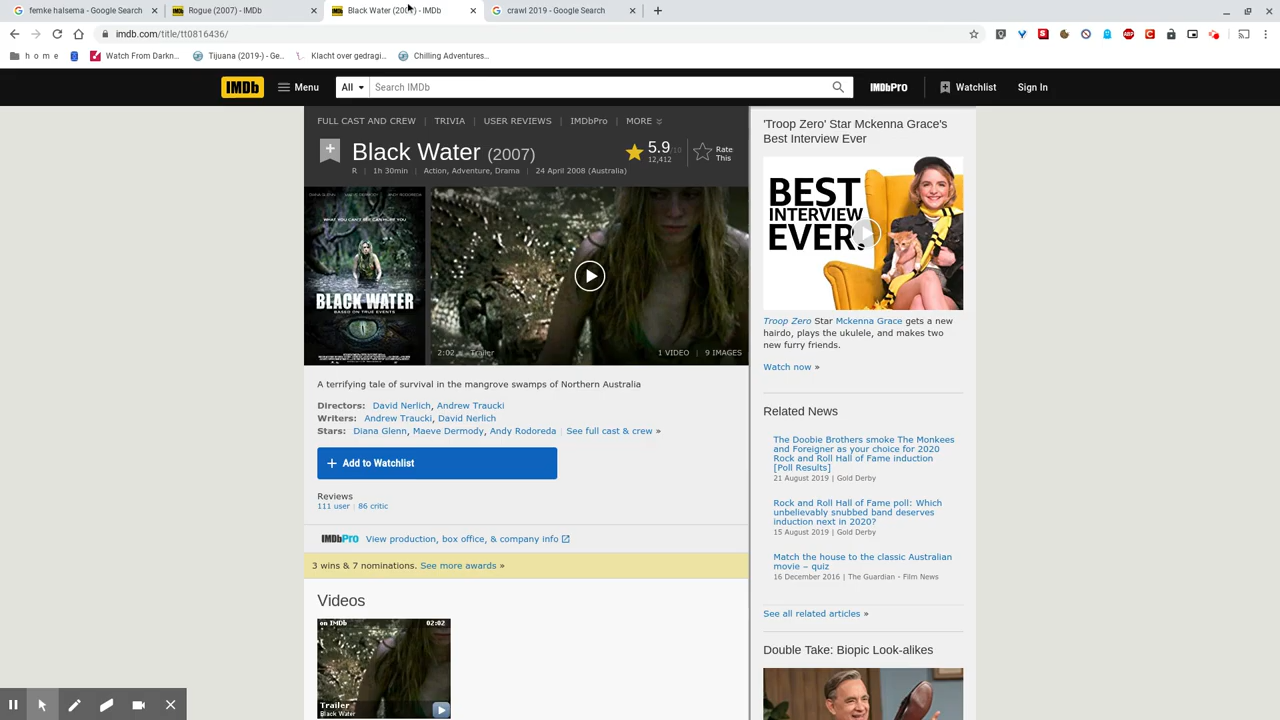 femke halsema - Google Search
Rogue (2007) - IMDb
Black Water (2007) - IMDb
crawl 2019 - Google Search
imdb.com/title/tt0816436/
h o m e
Watch From Darkn...
Tijuana (2019-) - Ge...
Klacht over gedragi...
Chilling Adventures...
IMDb
Menu
All
Search IMDb
IMDbPro
Watchlist
Sign In
FULL CAST AND CREW | TRIVIA | USER REVIEWS | IMDbPro | MORE
Black Water (2007)
5.9/10
12,412
Rate
This
R | 1h 30min | Action, Adventure, Drama | 24 April 2008 (Australia)
WHAT YOU CAN'T SEE CAN HURT YOU
BLACK WATER
BASED ON TRUE EVENTS
2:02
Trailer
1 VIDEO | 9 IMAGES
A terrifying tale of survival in the mangrove swamps of Northern Australia
Directors: David Nerlich, Andrew Traucki
Writers: Andrew Traucki, David Nerlich
Stars: Diana Glenn, Maeve Dermody, Andy Rodoreda | See full cast & crew »
+ Add to Watchlist
Reviews
111 user | 86 critic
IMDbPro View production, box office, & company info
3 wins & 7 nominations. See more awards »
Videos
on IMDb
02:02
Trailer
Black Water
'Troop Zero' Star Mckenna Grace's
Best Interview Ever
BEST
INTERVIEW
EVER.
Troop Zero Star Mckenna Grace gets a new
hairdo, plays the ukulele, and makes two
new furry friends.
Watch now »
Related News
The Doobie Brothers smoke The Monkees
and Foreigner as your choice for 2020
Rock and Roll Hall of Fame induction
[Poll Results]
21 August 2019 | Gold Derby
Rock and Roll Hall of Fame poll: Which
unbelievably snubbed band deserves
induction next in 2020?
15 August 2019 | Gold Derby
Match the house to the classic Australian
movie – quiz
16 December 2016 | The Guardian - Film News
See all related articles »
Double Take: Biopic Look-alikes